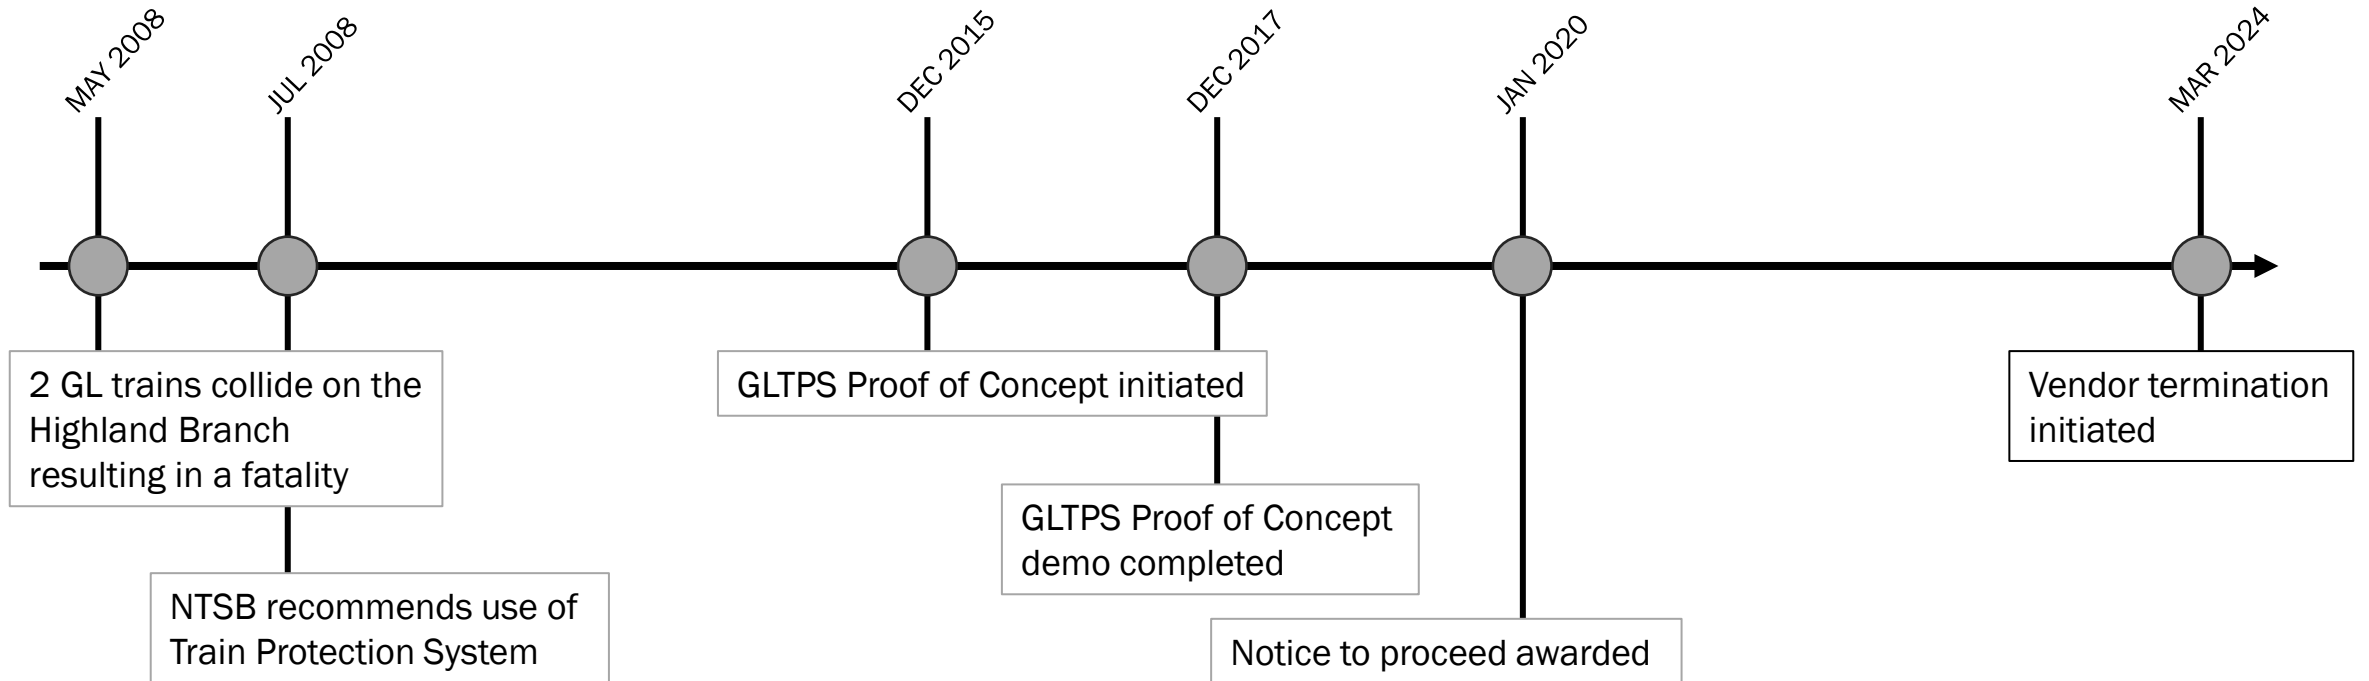 MAY 2008
JUL 2008
DEC 2015
DEC 2017
JAN 2020
MAR 2024
2 GL trains collide on the
Highland Branch
resulting in a fatality
GLTPS Proof of Concept initiated
Vendor termination
initiated
GLTPS Proof of Concept
demo completed
NTSB recommends use of
Train Protection System
Notice to proceed awarded